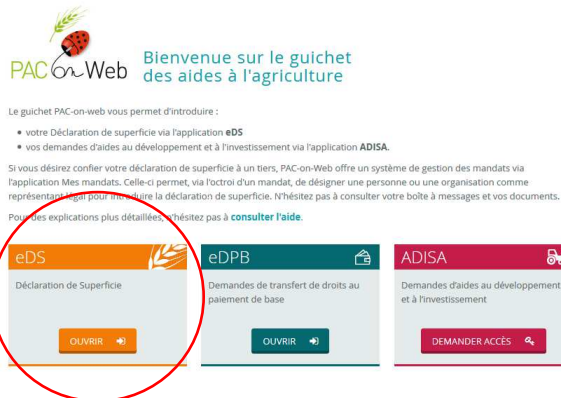 PAC on Web
Bienvenue sur le guichet
des aides à l'agriculture
Le guichet PAC-on-web vous permet d'introduire :
• votre Déclaration de superficie via l'application eDS
• vos demandes d'aides au développement et à l'investissement via l'application ADISA.
Si vous désirez confier votre déclaration de superficie à un tiers, PAC-on-Web offre un système de gestion des mandats via
l'application Mes mandats. Celle-ci permet, via l'octroi d'un mandat, de désigner une personne ou une organisation comme
représentant légal pour introduire la déclaration de superficie. N'hésitez pas à consulter votre boîte à messages et vos documents.
Pour des explications plus détaillées, n'hésitez pas à consulter l'aide.
eDS
Déclaration de Superficie
OUVRIR
eDPB
Demandes de transfert de droits au
paiement de base
OUVRIR
ADISA
Demandes d'aides au développement
et à l'investissement
DEMANDER ACCÈS